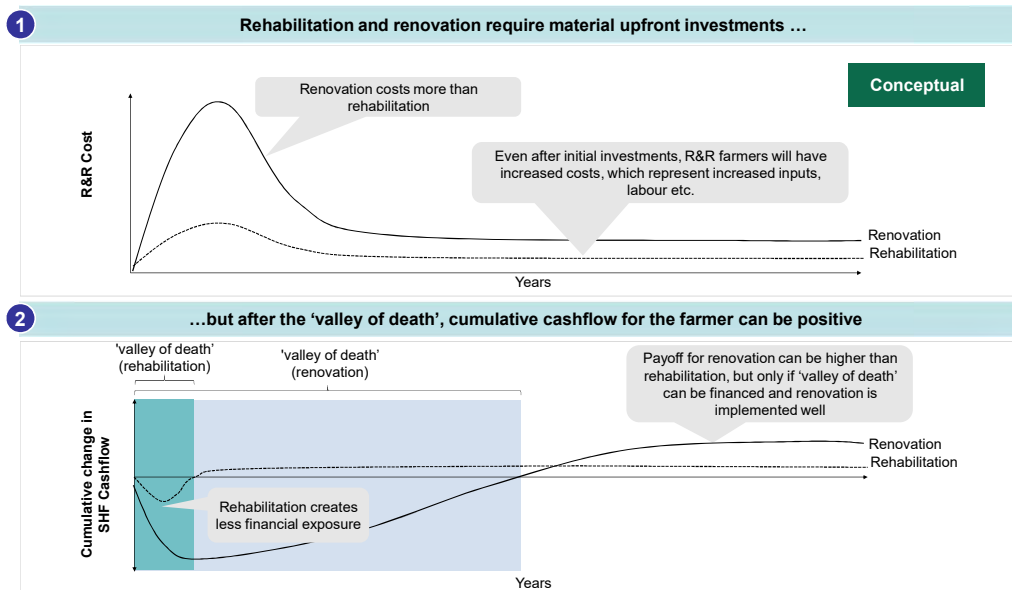 1
Rehabilitation and renovation require material upfront investments …
Conceptual
Renovation costs more than
rehabilitation
R&R Cost
Even after initial investments, R&R farmers will have
increased costs, which represent increased inputs,
labour etc.
Renovation
Rehabilitation
Years
2
…but after the ‘valley of death’, cumulative cashflow for the farmer can be positive
'valley of death’
(rehabilitation)
'valley of death’
(renovation)
Payoff for renovation can be higher than
rehabilitation, but only if ‘valley of death’
can be financed and renovation is
implemented well
Cumulative change in
SHF Cashflow
Renovation
Rehabilitation
Rehabilitation creates
less financial exposure
Years